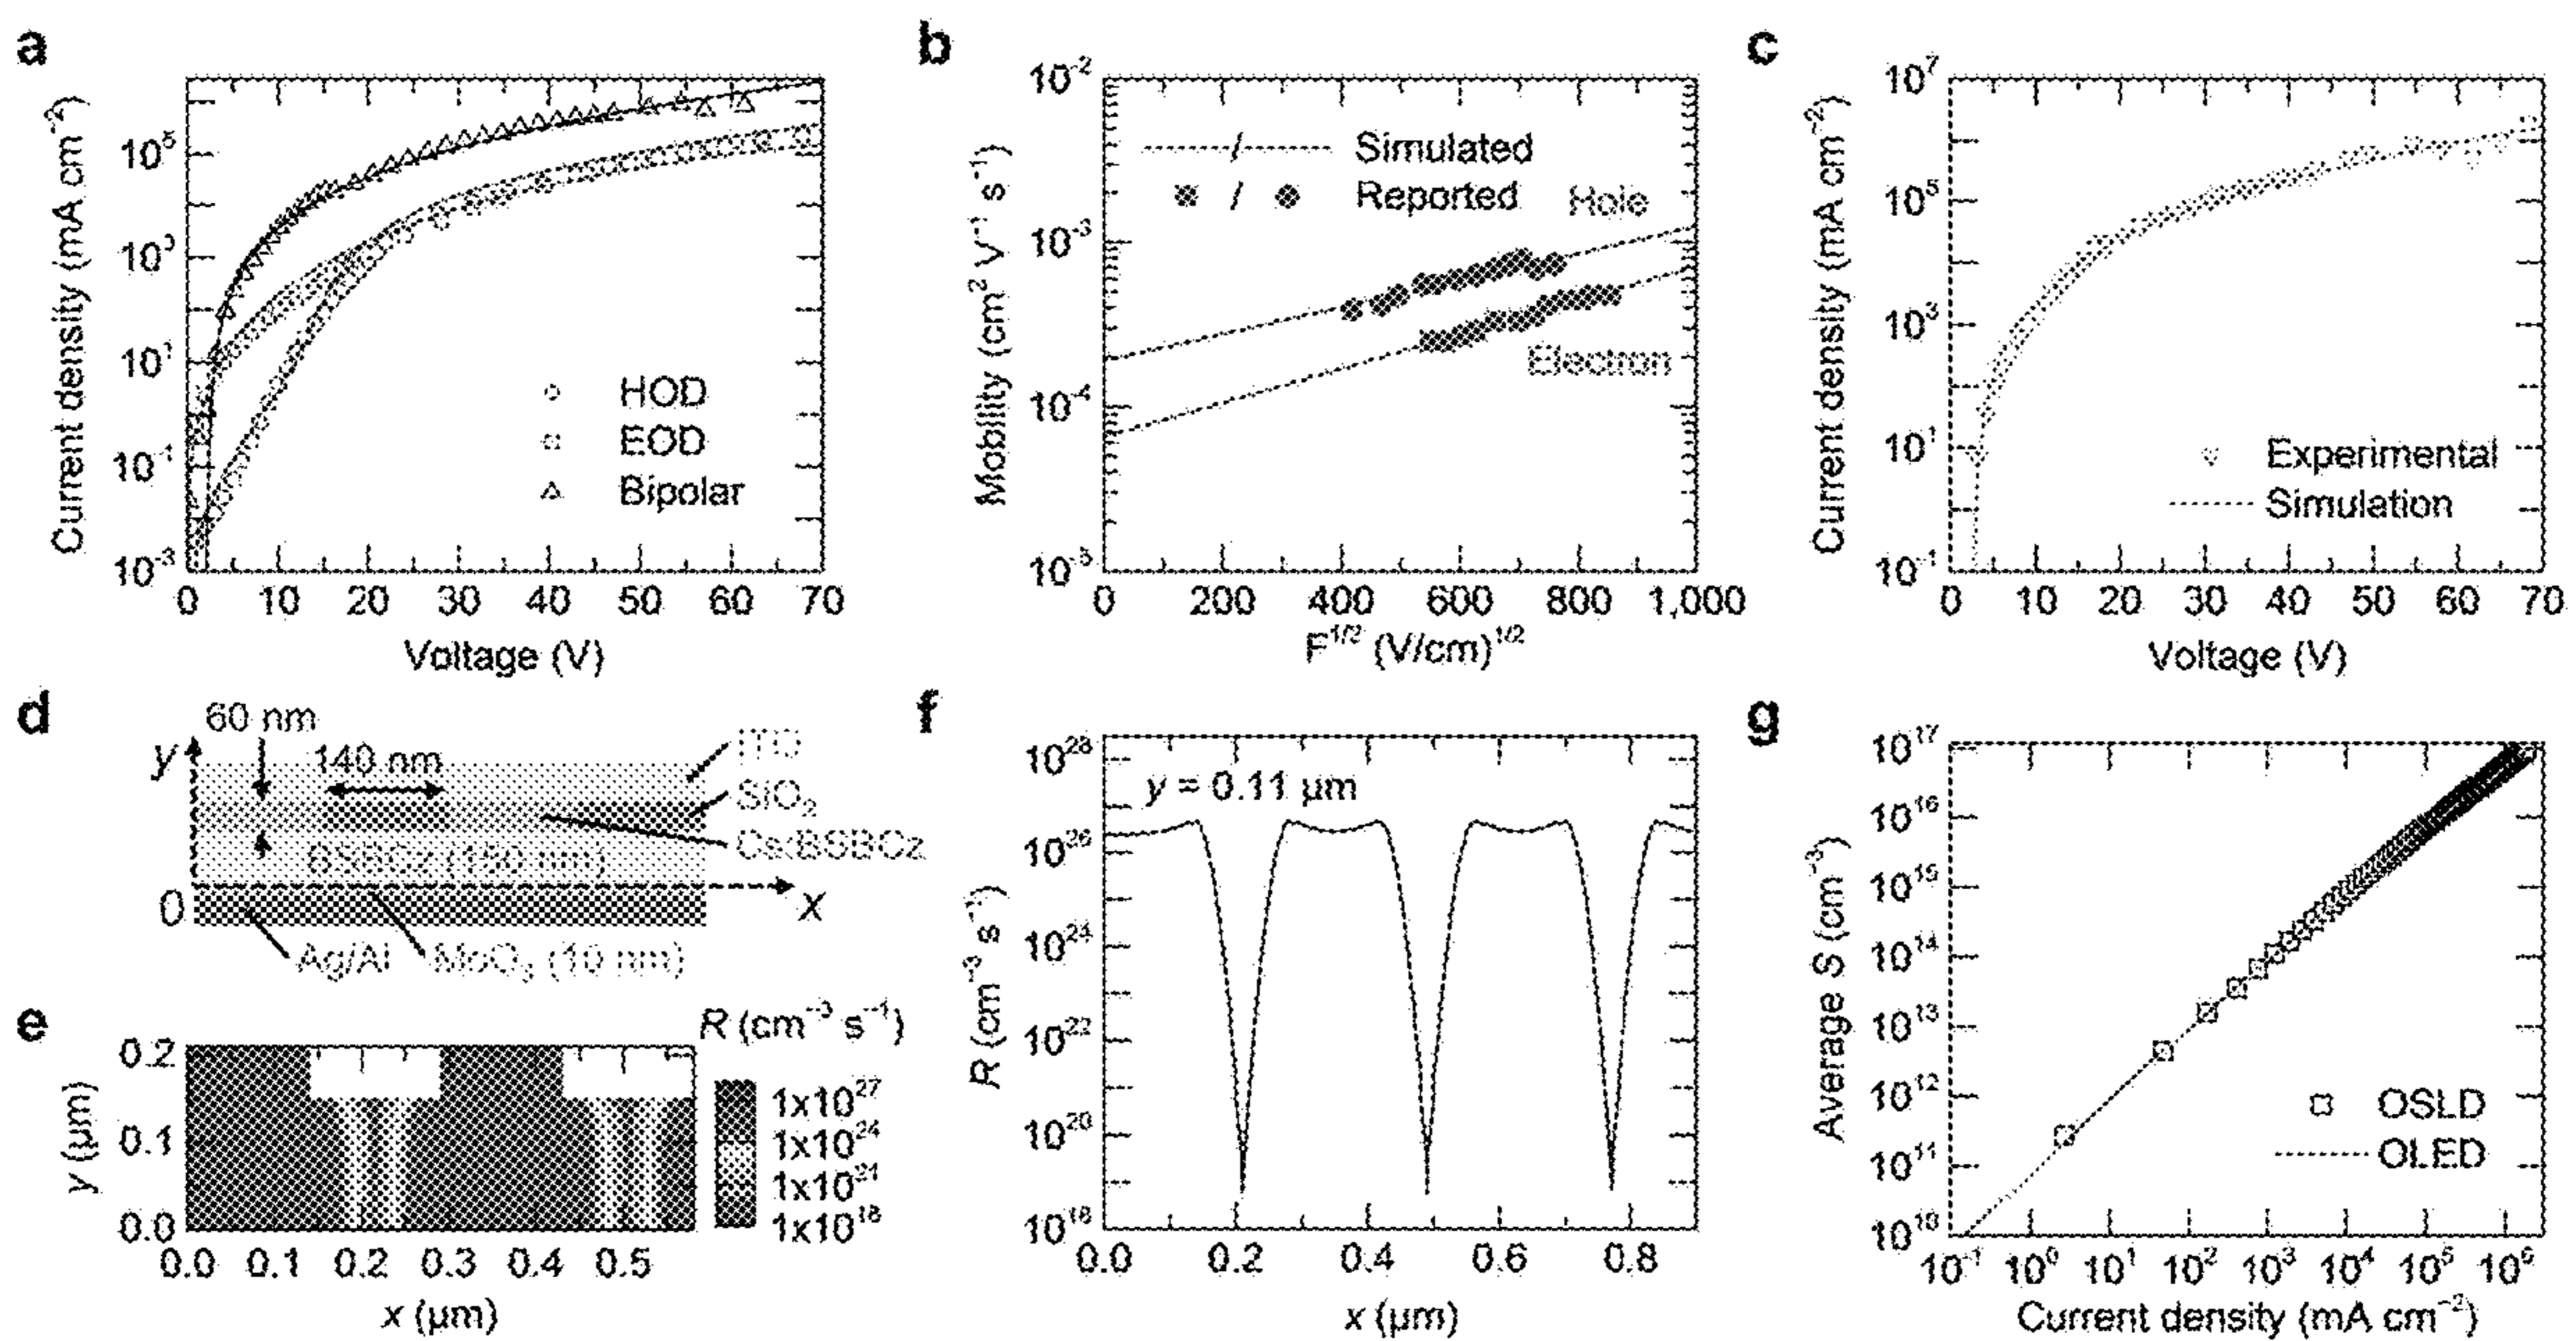 a
Current density (mA cm⁻²)
10⁵
10³
10¹
10⁻¹
10⁻³
HOD
EOD
Bipolar
0 10 20 30 40 50 60 70
Voltage (V)
b
Mobility (cm² V⁻¹ s⁻¹)
10⁻²
10⁻³
10⁻⁴
10⁻⁵
/ Simulated
/ Reported
Hole
Electron
0 200 400 600 800 1,000
F¹ᐟ² (V/cm)¹ᐟ²
c
Current density (mA cm⁻²)
10⁷
10⁵
10³
10¹
10⁻¹
Experimental
Simulation
0 10 20 30 40 50 60 70
Voltage (V)
d
60 nm
140 nm
y
ITO
SiO₂
Cs:BSBCz
BSBCz (150 nm)
0
x
Ag/Al
MoO₃ (10 nm)
e
R (cm⁻³ s⁻¹)
y (μm)
0.2
0.1
0.0
1x10²⁷
1x10²⁴
1x10²¹
1x10¹⁸
0.0 0.1 0.2 0.3 0.4 0.5
x (μm)
f
R (cm⁻³ s⁻¹)
10²⁸
10²⁶
10²⁴
10²²
10²⁰
10¹⁸
y = 0.11 μm
0.0 0.2 0.4 0.6 0.8
x (μm)
g
Average S (cm⁻³)
10¹⁷
10¹⁶
10¹⁵
10¹⁴
10¹³
10¹²
10¹¹
10¹⁰
OSLD
OLED
10⁻¹ 10⁰ 10¹ 10² 10³ 10⁴ 10⁵ 10⁶
Current density (mA cm⁻²)